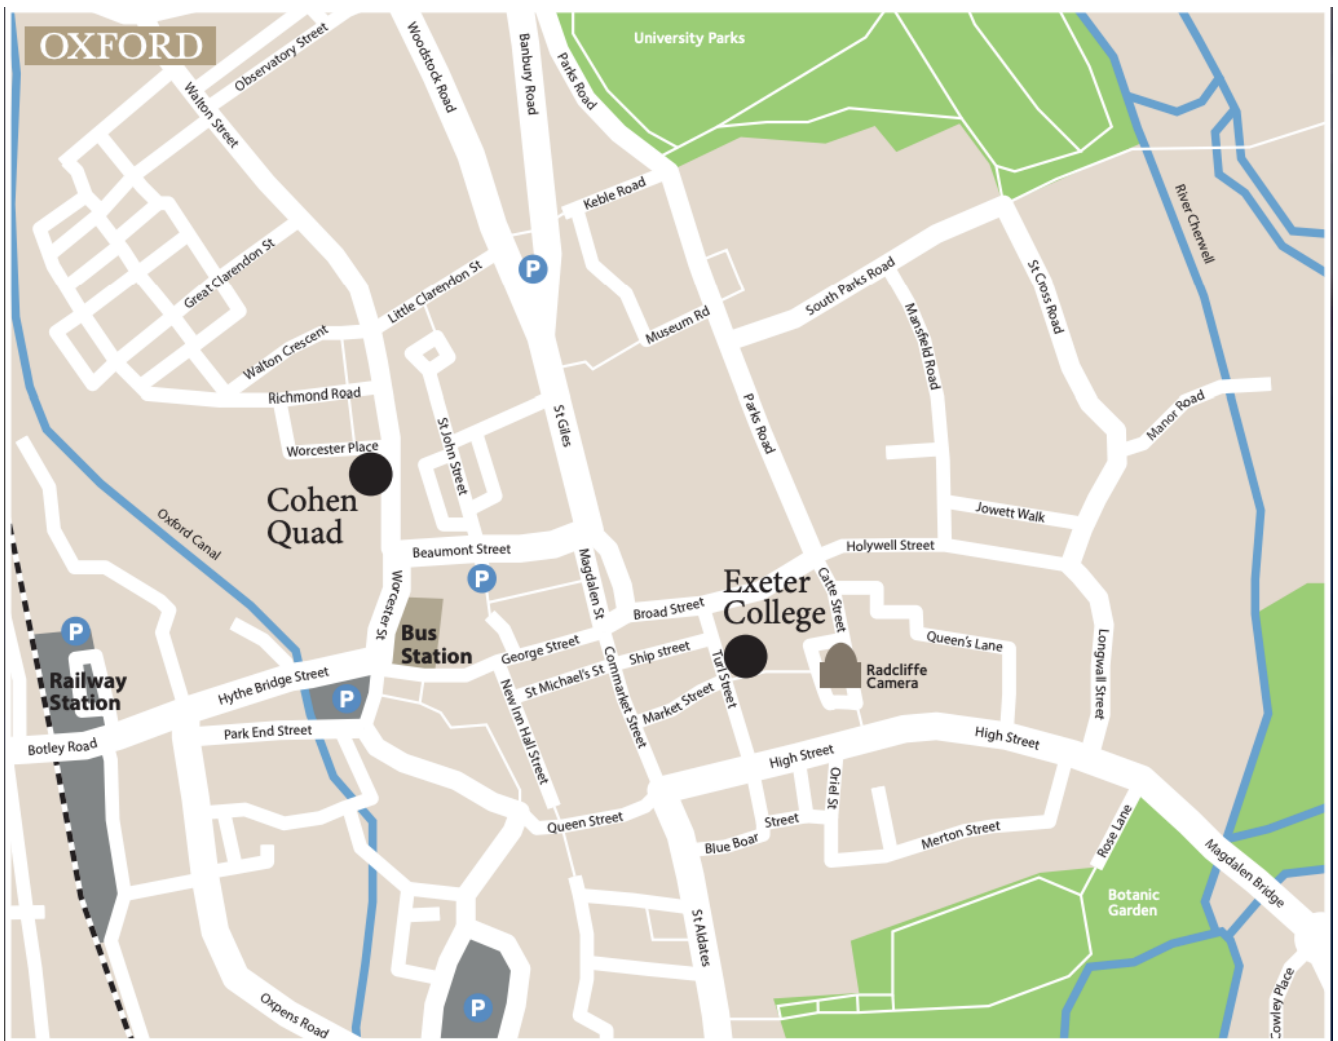 OXFORD
Observatory Street
Walton Street
Woodstock Road
Banbury Road
Parks Road
University Parks
Keble Road
River Cherwell
Great Clarendon St
Little Clarendon St
P
South Parks Road
St Cross Road
Museum Rd
Mansfield Road
Walton Crescent
Richmond Road
St Giles
Parks Road
Manor Road
Worcester Place
St John Street
Cohen
Quad
Oxford Canal
Jowett Walk
Beaumont Street
Holywell Street
P
Magdalen St
Worcester St
Exeter
College
Catte Street
Broad Street
P
Bus
Station
George Street
Ship street
Queen's Lane
Longwall Street
Turl Street
Radcliffe
Camera
Railway
Station
Hythe Bridge Street
P
St Michael's St
Cornmarket Street
Market Street
New Inn Hall Street
Park End Street
Botley Road
High Street
High Street
Oriel St
Queen Street
Blue Boar Street
Merton Street
Rose Lane
Magdalen Bridge
Botanic
Garden
St Aldates
P
Oxpens Road
Cowley Place